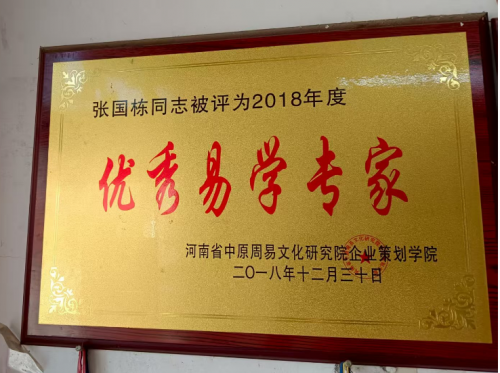 张国栋同志被评为2018年度
优秀易学专家
河南省中原周易文化研究院企业策划学院
二〇一八年十二月三十日